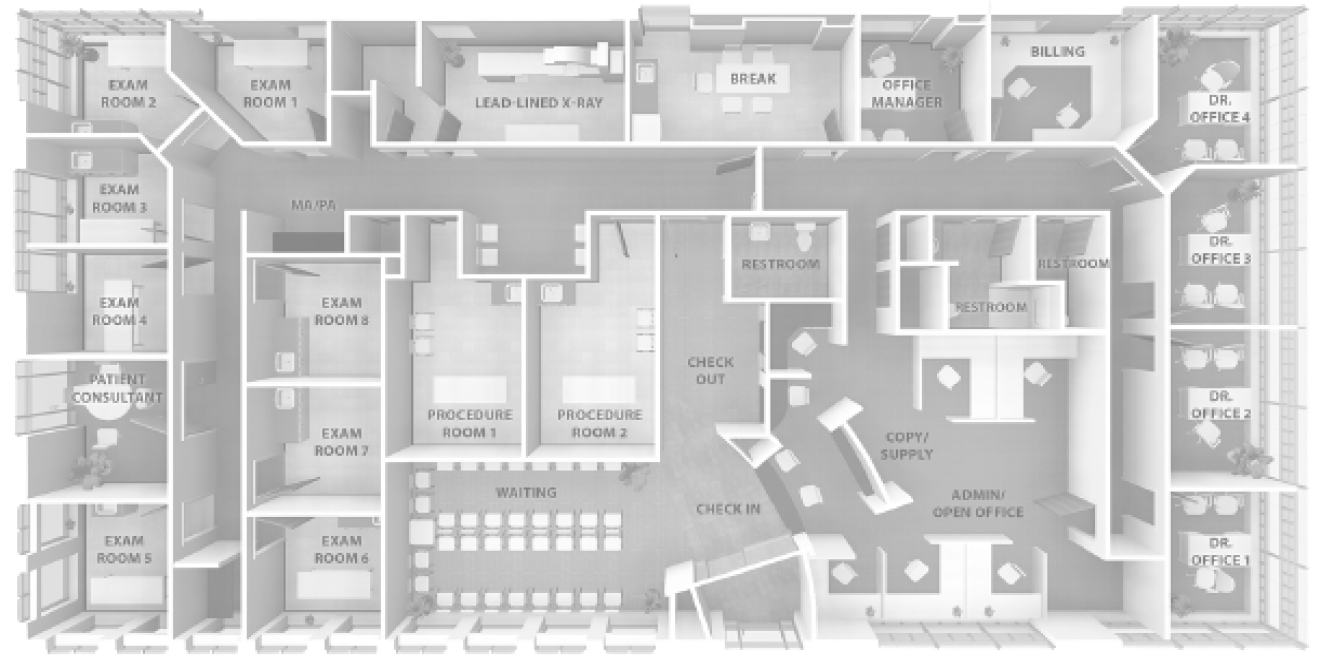 EXAM
ROOM 2
EXAM
ROOM 1
LEAD-LINED X-RAY
BREAK
OFFICE
MANAGER
BILLING
DR.
OFFICE 4
EXAM
ROOM 3
MA/PA
DR.
OFFICE 3
RESTROOM
RESTROOM
RESTROOM
EXAM
ROOM 4
EXAM
ROOM 8
CHECK
OUT
PATIENT
CONSULTANT
PROCEDURE
ROOM 1
PROCEDURE
ROOM 2
DR.
OFFICE 2
EXAM
ROOM 7
COPY/
SUPPLY
WAITING
CHECK IN
ADMIN/
OPEN OFFICE
EXAM
ROOM 5
EXAM
ROOM 6
DR.
OFFICE 1